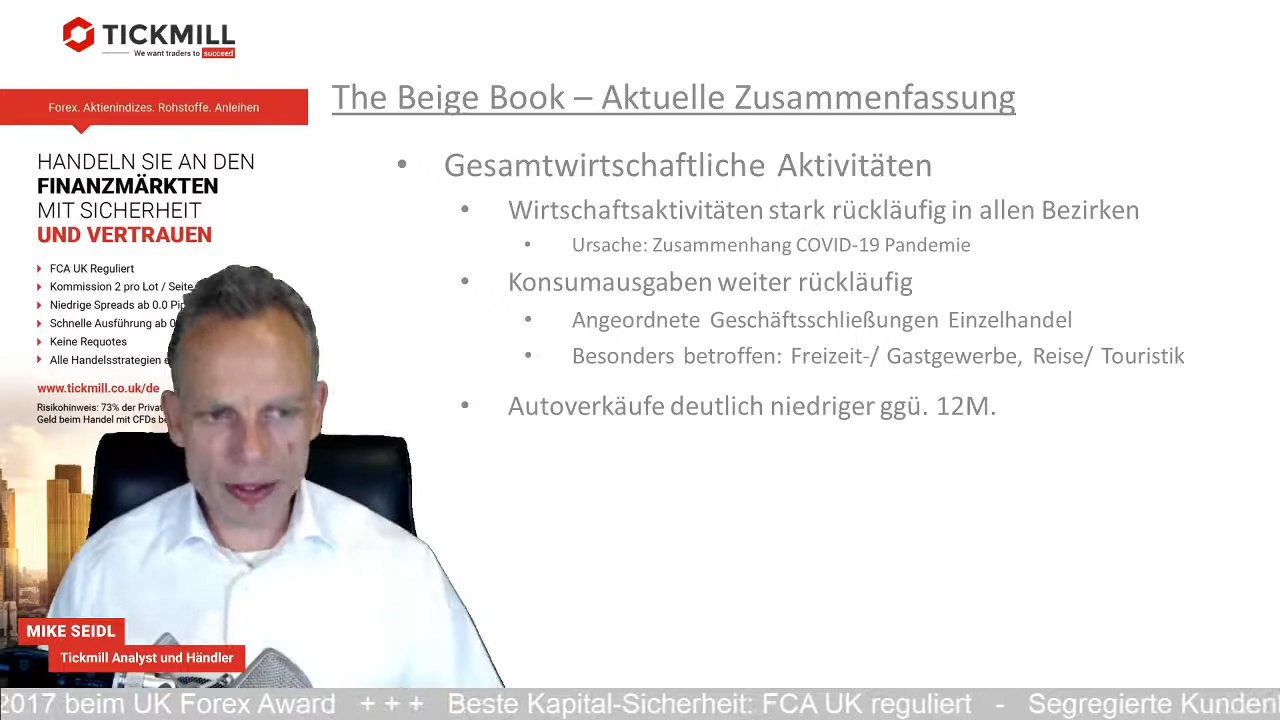 TICKMILL
We want traders to succeed
Forex. Aktienindizes. Rohstoffe. Anleihen
HANDELN SIE AN DEN
FINANZMÄRKTEN
MIT SICHERHEIT
UND VERTRAUEN
FCA UK Reguliert
Kommission 2 pro Lot / Seite
Niedrige Spreads ab 0.0
Schnelle Ausführung ab
Keine Requotes
Alle Handelsstrategien
www.tickmill.co.uk/de
Risikohinweis: 73% der
Geld beim Handel mit CFDs
The Beige Book – Aktuelle Zusammenfassung
• Gesamtwirtschaftliche Aktivitäten
• Wirtschaftsaktivitäten stark rückläufig in allen Bezirken
• Ursache: Zusammenhang COVID-19 Pandemie
• Konsumausgaben weiter rückläufig
• Angeordnete Geschäftsschließungen Einzelhandel
• Besonders betroffen: Freizeit-/ Gastgewerbe, Reise/ Touristik
• Autoverkäufe deutlich niedriger ggü. 12M.
MIKE SEIDL
Tickmill Analyst und Händler
2017 beim UK Forex Award + + + Beste Kapital-Sicherheit: FCA UK reguliert - Segregierte Kunden